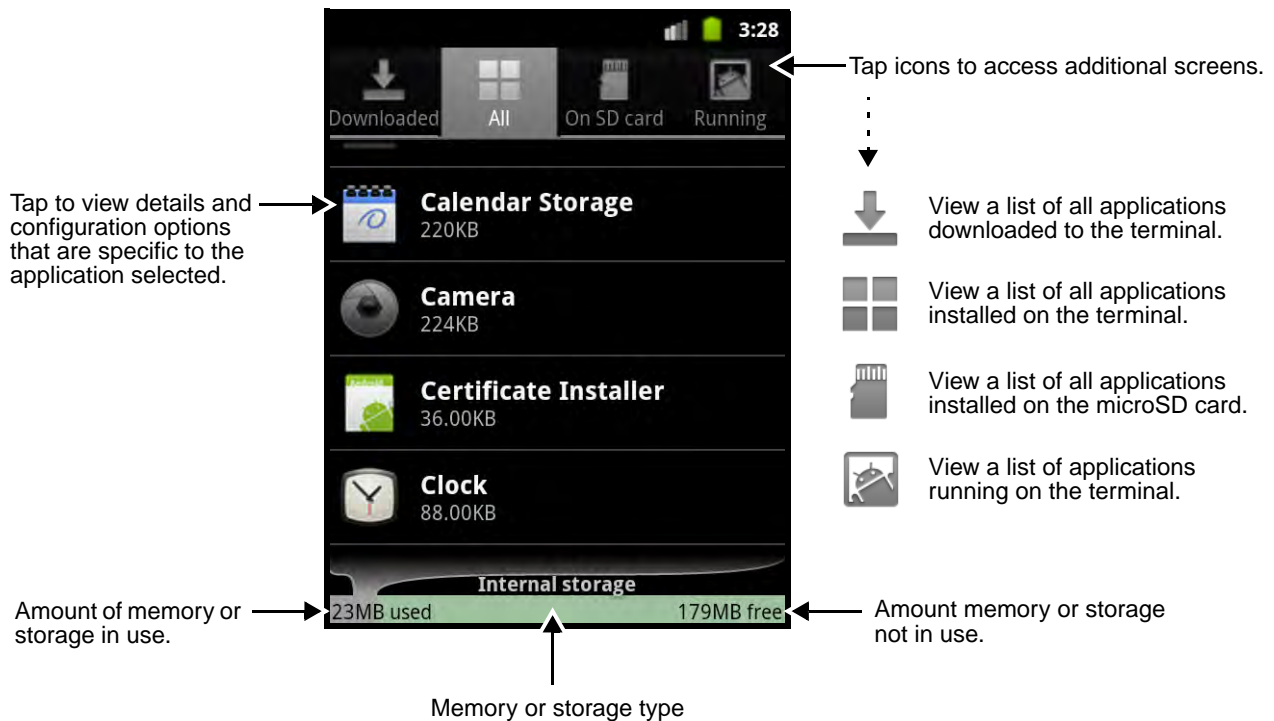 3:28
Downloaded
All
On SD card
Running
Tap icons to access additional screens.
Tap to view details and
configuration options
that are specific to the
application selected.
Calendar Storage
220KB
Camera
224KB
Certificate Installer
36.00KB
Clock
88.00KB
View a list of all applications
downloaded to the terminal.
View a list of all applications
installed on the terminal.
View a list of all applications
installed on the microSD card.
View a list of applications
running on the terminal.
Internal storage
23MB used
179MB free
Amount of memory or
storage in use.
Amount memory or storage
not in use.
Memory or storage type